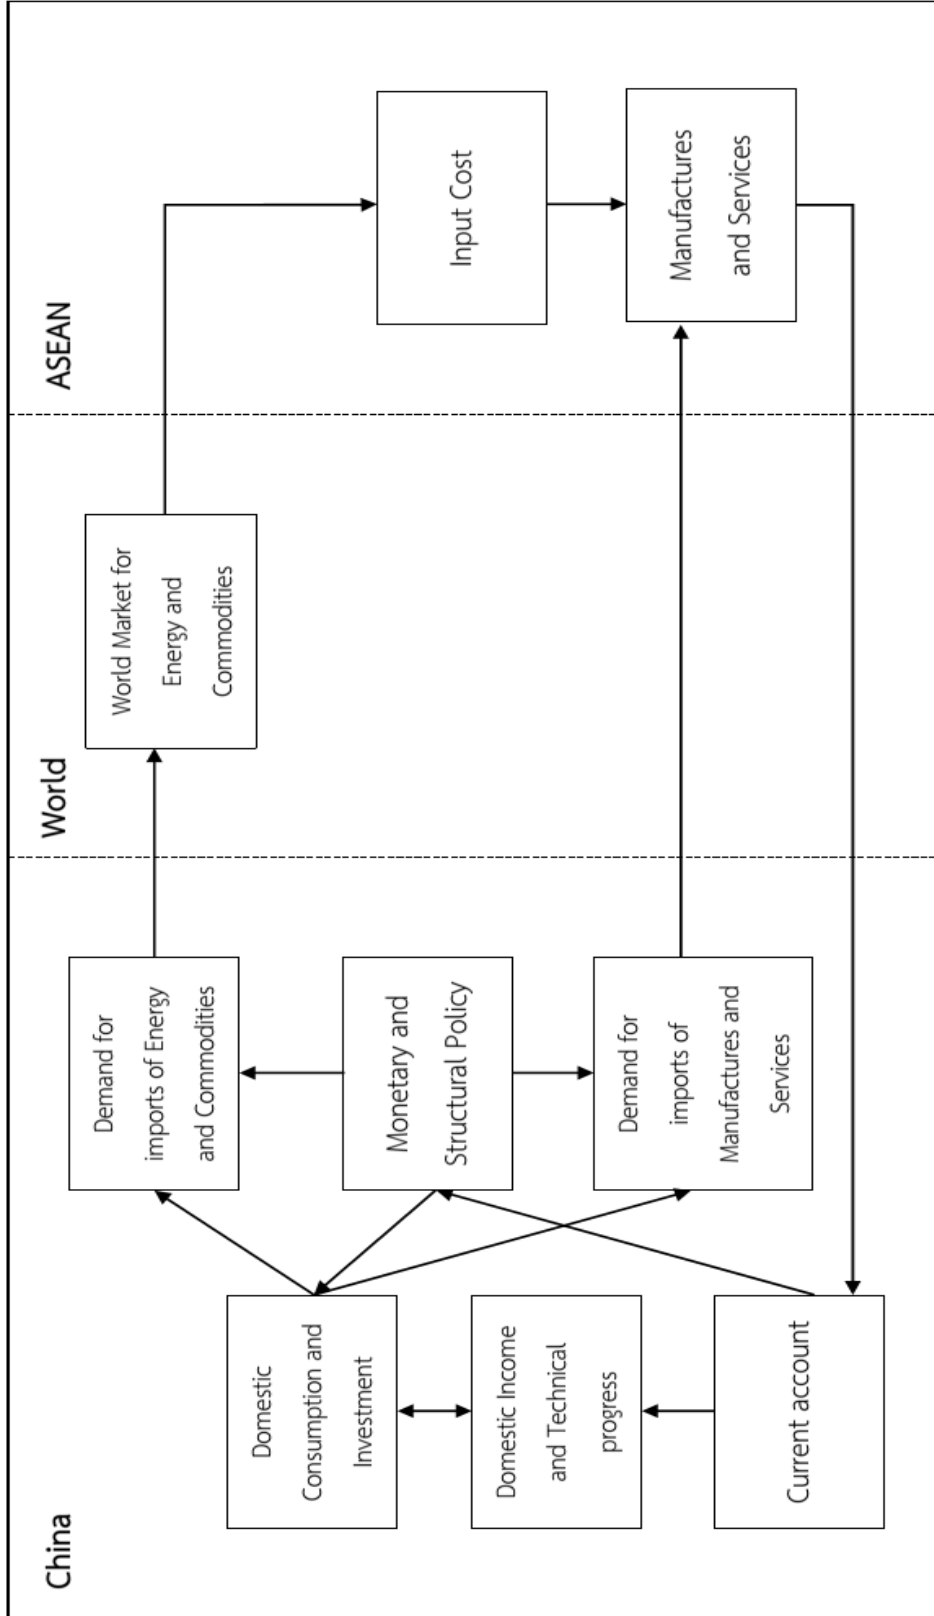 China
World
ASEAN
Domestic
Consumption and
Investment
Domestic Income
and Technical
progress
Current account
Demand for
imports of Energy
and Commodities
Monetary and
Structural Policy
Demand for
imports of
Manufactures and
Services
World Market for
Energy and
Commodities
Input Cost
Manufactures
and Services